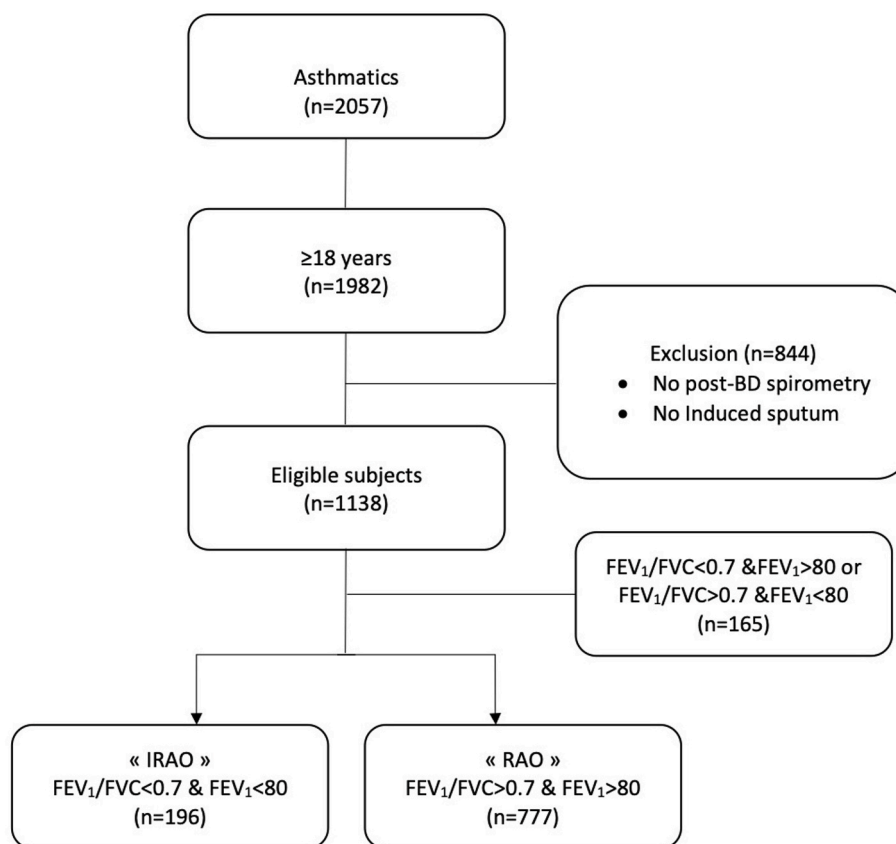 Asthmatics
(n=2057)
≥18 years
(n=1982)
Exclusion (n=844)
• No post-BD spirometry
• No Induced sputum
Eligible subjects
(n=1138)
FEV₁/FVC<0.7 &FEV₁>80 or
FEV₁/FVC>0.7 &FEV₁<80
(n=165)
« IRAO »
FEV₁/FVC<0.7 & FEV₁<80
(n=196)
« RAO »
FEV₁/FVC>0.7 & FEV₁>80
(n=777)